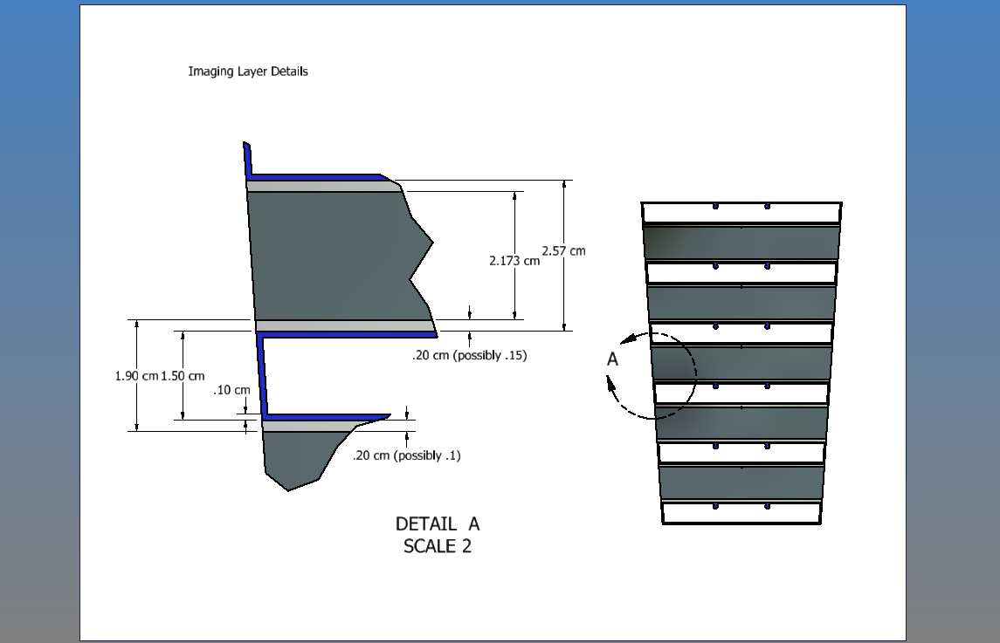 Imaging Layer Details
2.57 cm
2.173 cm
.20 cm (possibly .15)
1.90 cm
1.50 cm
.10 cm
.20 cm (possibly .1)
A
DETAIL A
SCALE 2